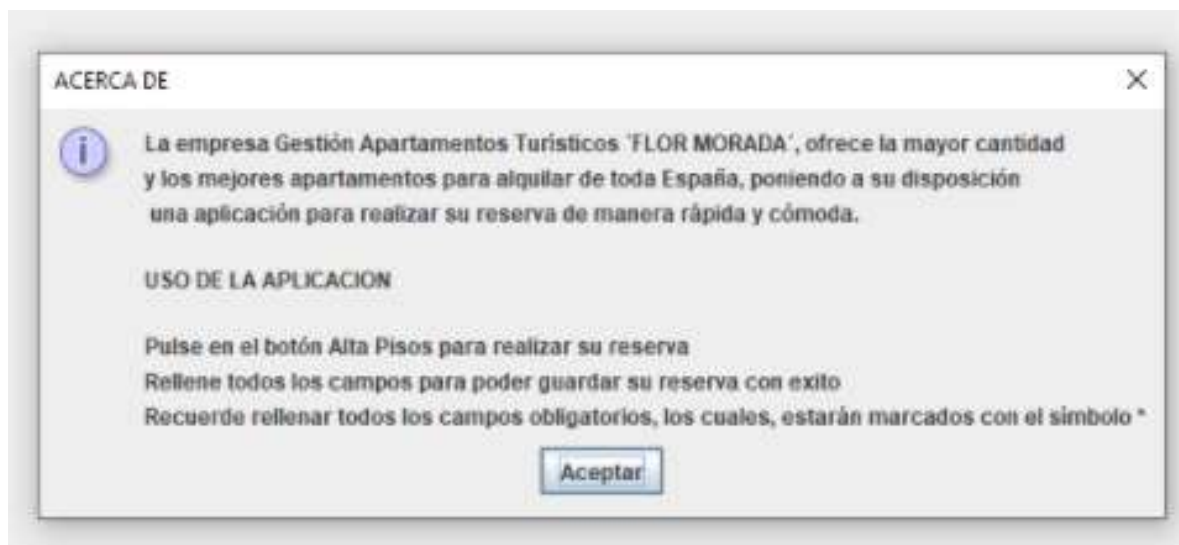 ACERCA DE
La empresa Gestión Apartamentos Turísticos ´FLOR MORADA´, ofrece la mayor cantidad
y los mejores apartamentos para alquilar de toda España, poniendo a su disposición
una aplicación para realizar su reserva de manera rápida y cómoda.
USO DE LA APLICACION
Pulse en el botón Alta Pisos para realizar su reserva
Rellene todos los campos para poder guardar su reserva con exito
Recuerde rellenar todos los campos obligatorios, los cuales, estarán marcados con el símbolo *
Aceptar